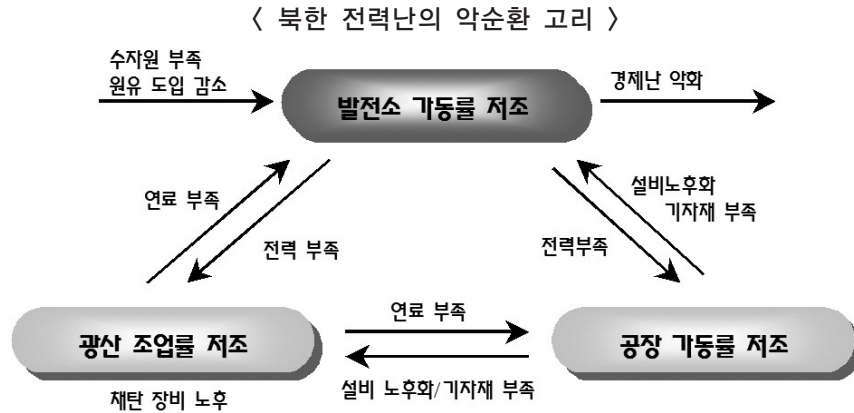 〈 북한 전력난의 악순환 고리 〉
수자원 부족
원유 도입 감소
발전소 가동률 저조
경제난 악화
연료 부족
전력 부족
설비노후화
기자재 부족
전력부족
광산 조업률 저조
연료 부족
공장 가동률 저조
설비 노후화/기자재 부족
채탄 장비 노후